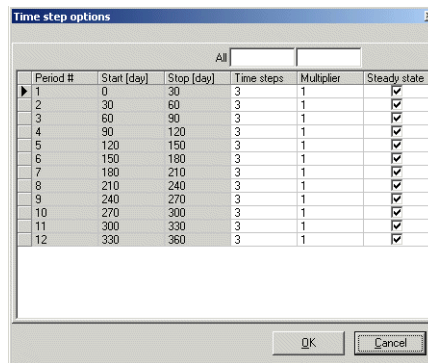 Time step options
All
Period # Start [day] Stop [day] Time steps Multiplier Steady state
1 0 30 3 1
2 30 60 3 1
3 60 90 3 1
4 90 120 3 1
5 120 150 3 1
6 150 180 3 1
7 180 210 3 1
8 210 240 3 1
9 240 270 3 1
10 270 300 3 1
11 300 330 3 1
12 330 360 3 1
OK Cancel